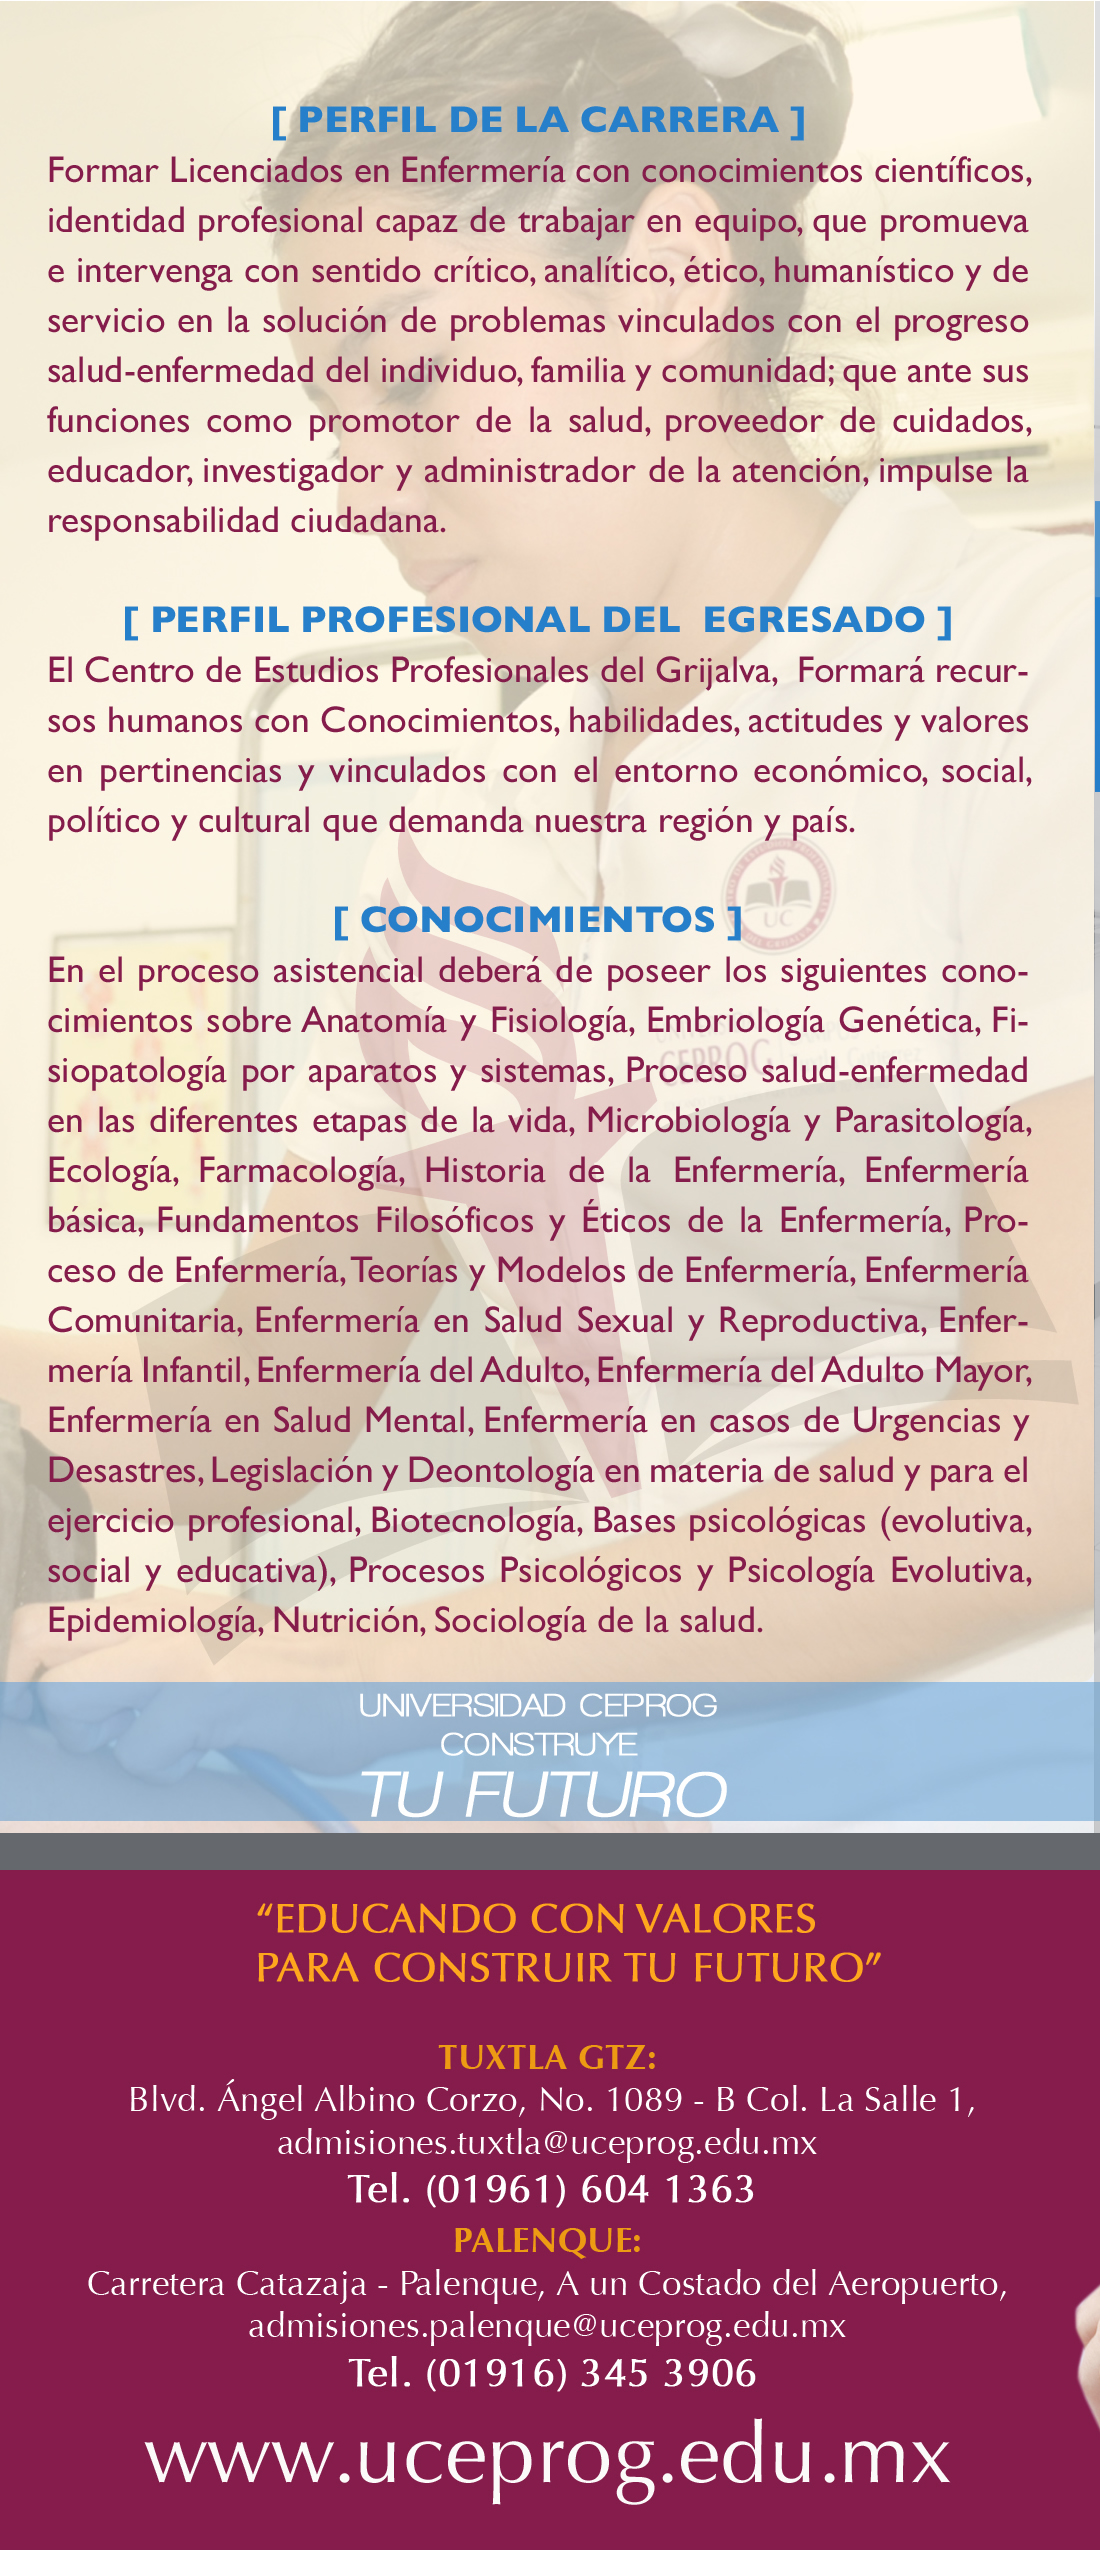 [ PERFIL DE LA CARRERA ]
Formar Licenciados en Enfermería con conocimientos científicos,
identidad profesional capaz de trabajar en equipo, que promueva
e intervenga con sentido crítico, analítico, ético, humanístico y de
servicio en la solución de problemas vinculados con el progreso
salud-enfermedad del individuo, familia y comunidad; que ante sus
funciones como promotor de la salud, proveedor de cuidados,
educador, investigador y administrador de la atención, impulse la
responsabilidad ciudadana.
[ PERFIL PROFESIONAL DEL EGRESADO ]
El Centro de Estudios Profesionales del Grijalva, Formará recur-
sos humanos con Conocimientos, habilidades, actitudes y valores
en pertinencias y vinculados con el entorno económico, social,
político y cultural que demanda nuestra región y país.
UC
[ CONOCIMIENTOS ]
En el proceso asistencial deberá de poseer los siguientes cono-
cimientos sobre Anatomía y Fisiología, Embriología Genética, Fi-
siopatología por aparatos y sistemas, Proceso salud-enfermedad
en las diferentes etapas de la vida, Microbiología y Parasitología,
Ecología, Farmacología, Historia de la Enfermería, Enfermería
básica, Fundamentos Filosóficos y Éticos de la Enfermería, Pro-
ceso de Enfermería, Teorías y Modelos de Enfermería, Enfermería
Comunitaria, Enfermería en Salud Sexual y Reproductiva, Enfer-
mería Infantil, Enfermería del Adulto, Enfermería del Adulto Mayor,
Enfermería en Salud Mental, Enfermería en casos de Urgencias y
Desastres, Legislación y Deontología en materia de salud y para el
ejercicio profesional, Biotecnología, Bases psicológicas (evolutiva,
social y educativa), Procesos Psicológicos y Psicología Evolutiva,
Epidemiología, Nutrición, Sociología de la salud.
UNIVERSIDAD CEPROG
CONSTRUYE
TU FUTURO
“EDUCANDO CON VALORES
PARA CONSTRUIR TU FUTURO”
TUXTLA GTZ:
Blvd. Ángel Albino Corzo, No. 1089 - B Col. La Salle 1,
admisiones.tuxtla@uceprog.edu.mx
Tel. (01961) 604 1363
PALENQUE:
Carretera Catazaja - Palenque, A un Costado del Aeropuerto,
admisiones.palenque@uceprog.edu.mx
Tel. (01916) 345 3906
www.uceprog.edu.mx